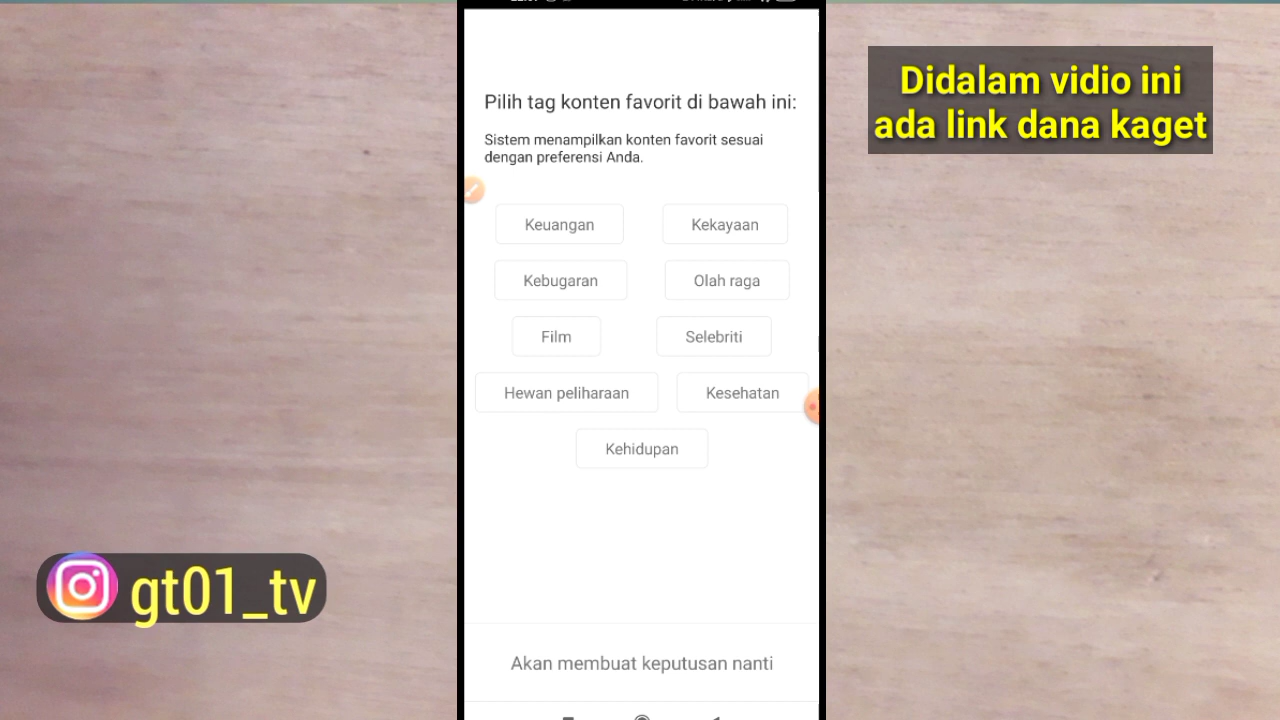 Pilih tag konten favorit di bawah ini:
Sistem menampilkan konten favorit sesuai
dengan preferensi Anda.
Keuangan
Kekayaan
Kebugaran
Olah raga
Film
Selebriti
Hewan peliharaan
Kesehatan
Kehidupan
Akan membuat keputusan nanti
Didalam vidio ini
ada link dana kaget
gt01_tv